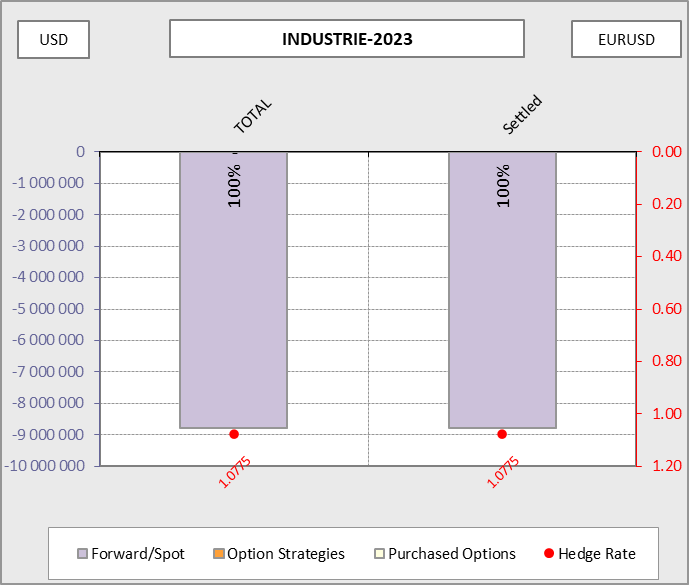 USD
INDUSTRIE-2023
EURUSD
TOTAL
Settled
0
-1 000 000
-2 000 000
-3 000 000
-4 000 000
-5 000 000
-6 000 000
-7 000 000
-8 000 000
-9 000 000
-10 000 000
100% -
100%
0.00
0.20
0.40
0.60
0.80
1.00
1.20
1.0775
1.0775
Forward/Spot Option Strategies Purchased Options Hedge Rate